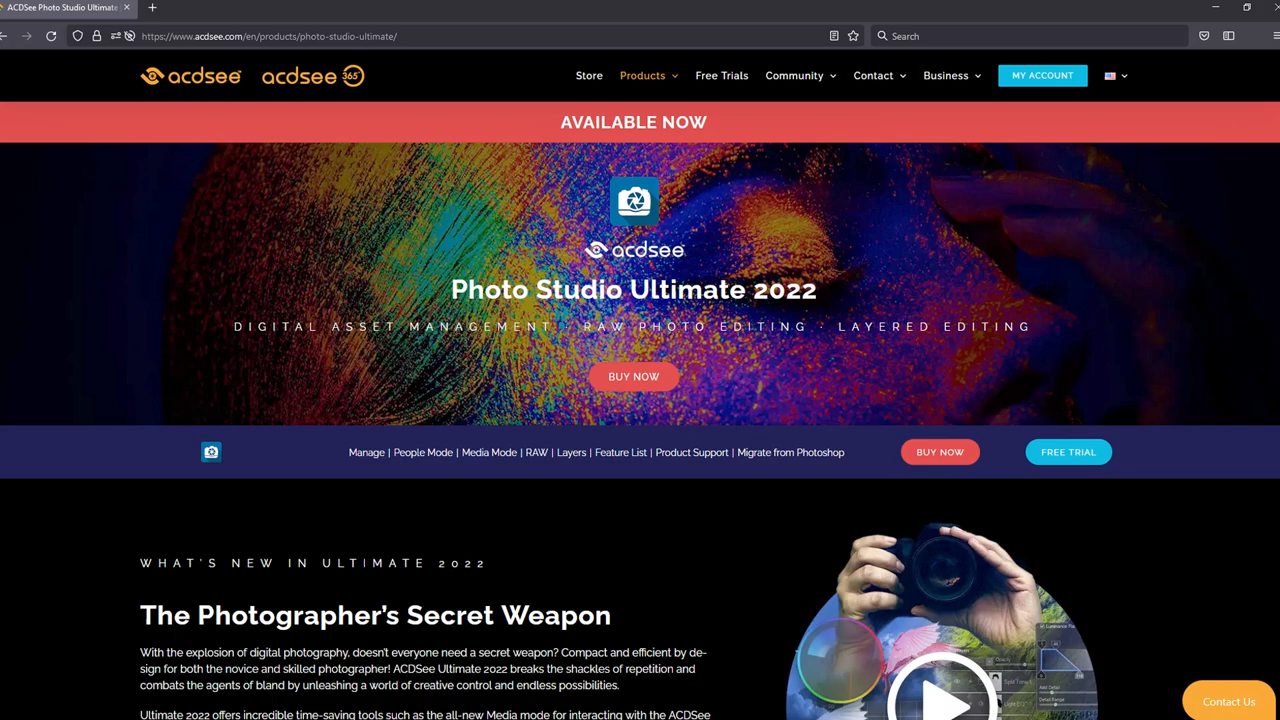 ACDSee Photo Studio Ultimate
https://www.acdsee.com/en/products/photo-studio-ultimate/
Search
acdsee acdsee 365
Store Products Free Trials Community Contact Business MY ACCOUNT
AVAILABLE NOW
acdsee
Photo Studio Ultimate 2022
DIGITAL ASSET MANAGEMENT · RAW PHOTO EDITING · LAYERED EDITING
BUY NOW
Manage | People Mode | Media Mode | RAW | Layers | Feature List | Product Support | Migrate from Photoshop BUY NOW FREE TRIAL
WHAT'S NEW IN ULTIMATE 2022
The Photographer's Secret Weapon
With the explosion of digital photography, doesn't everyone need a secret weapon? Compact and efficient by de-
sign for both the novice and skilled photographer! ACDSee Ultimate 2022 breaks the shackles of repetition and
combats the agents of bland by unleashing a world of creative control and endless possibilities.
Ultimate 2022 offers incredible time-saving tools such as the all-new Media mode for interacting with the ACDSee
Contact Us